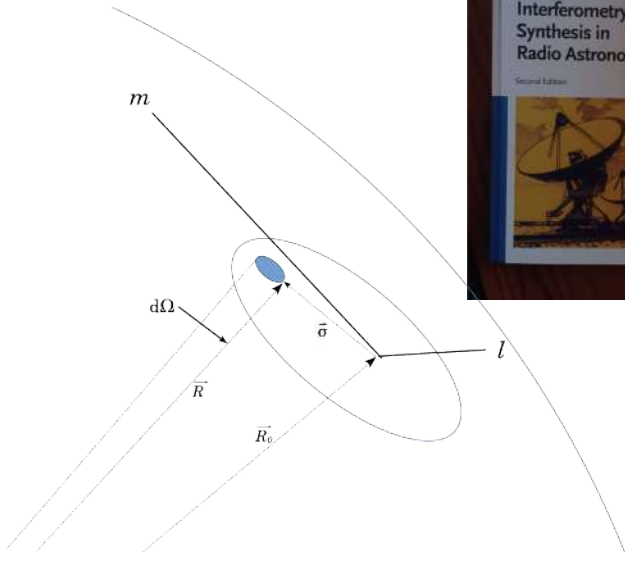 Interferometry
Synthesis in
Radio Astrono
Second Edition
m
dΩ
σ⃗
l
R⃗
R⃗₀